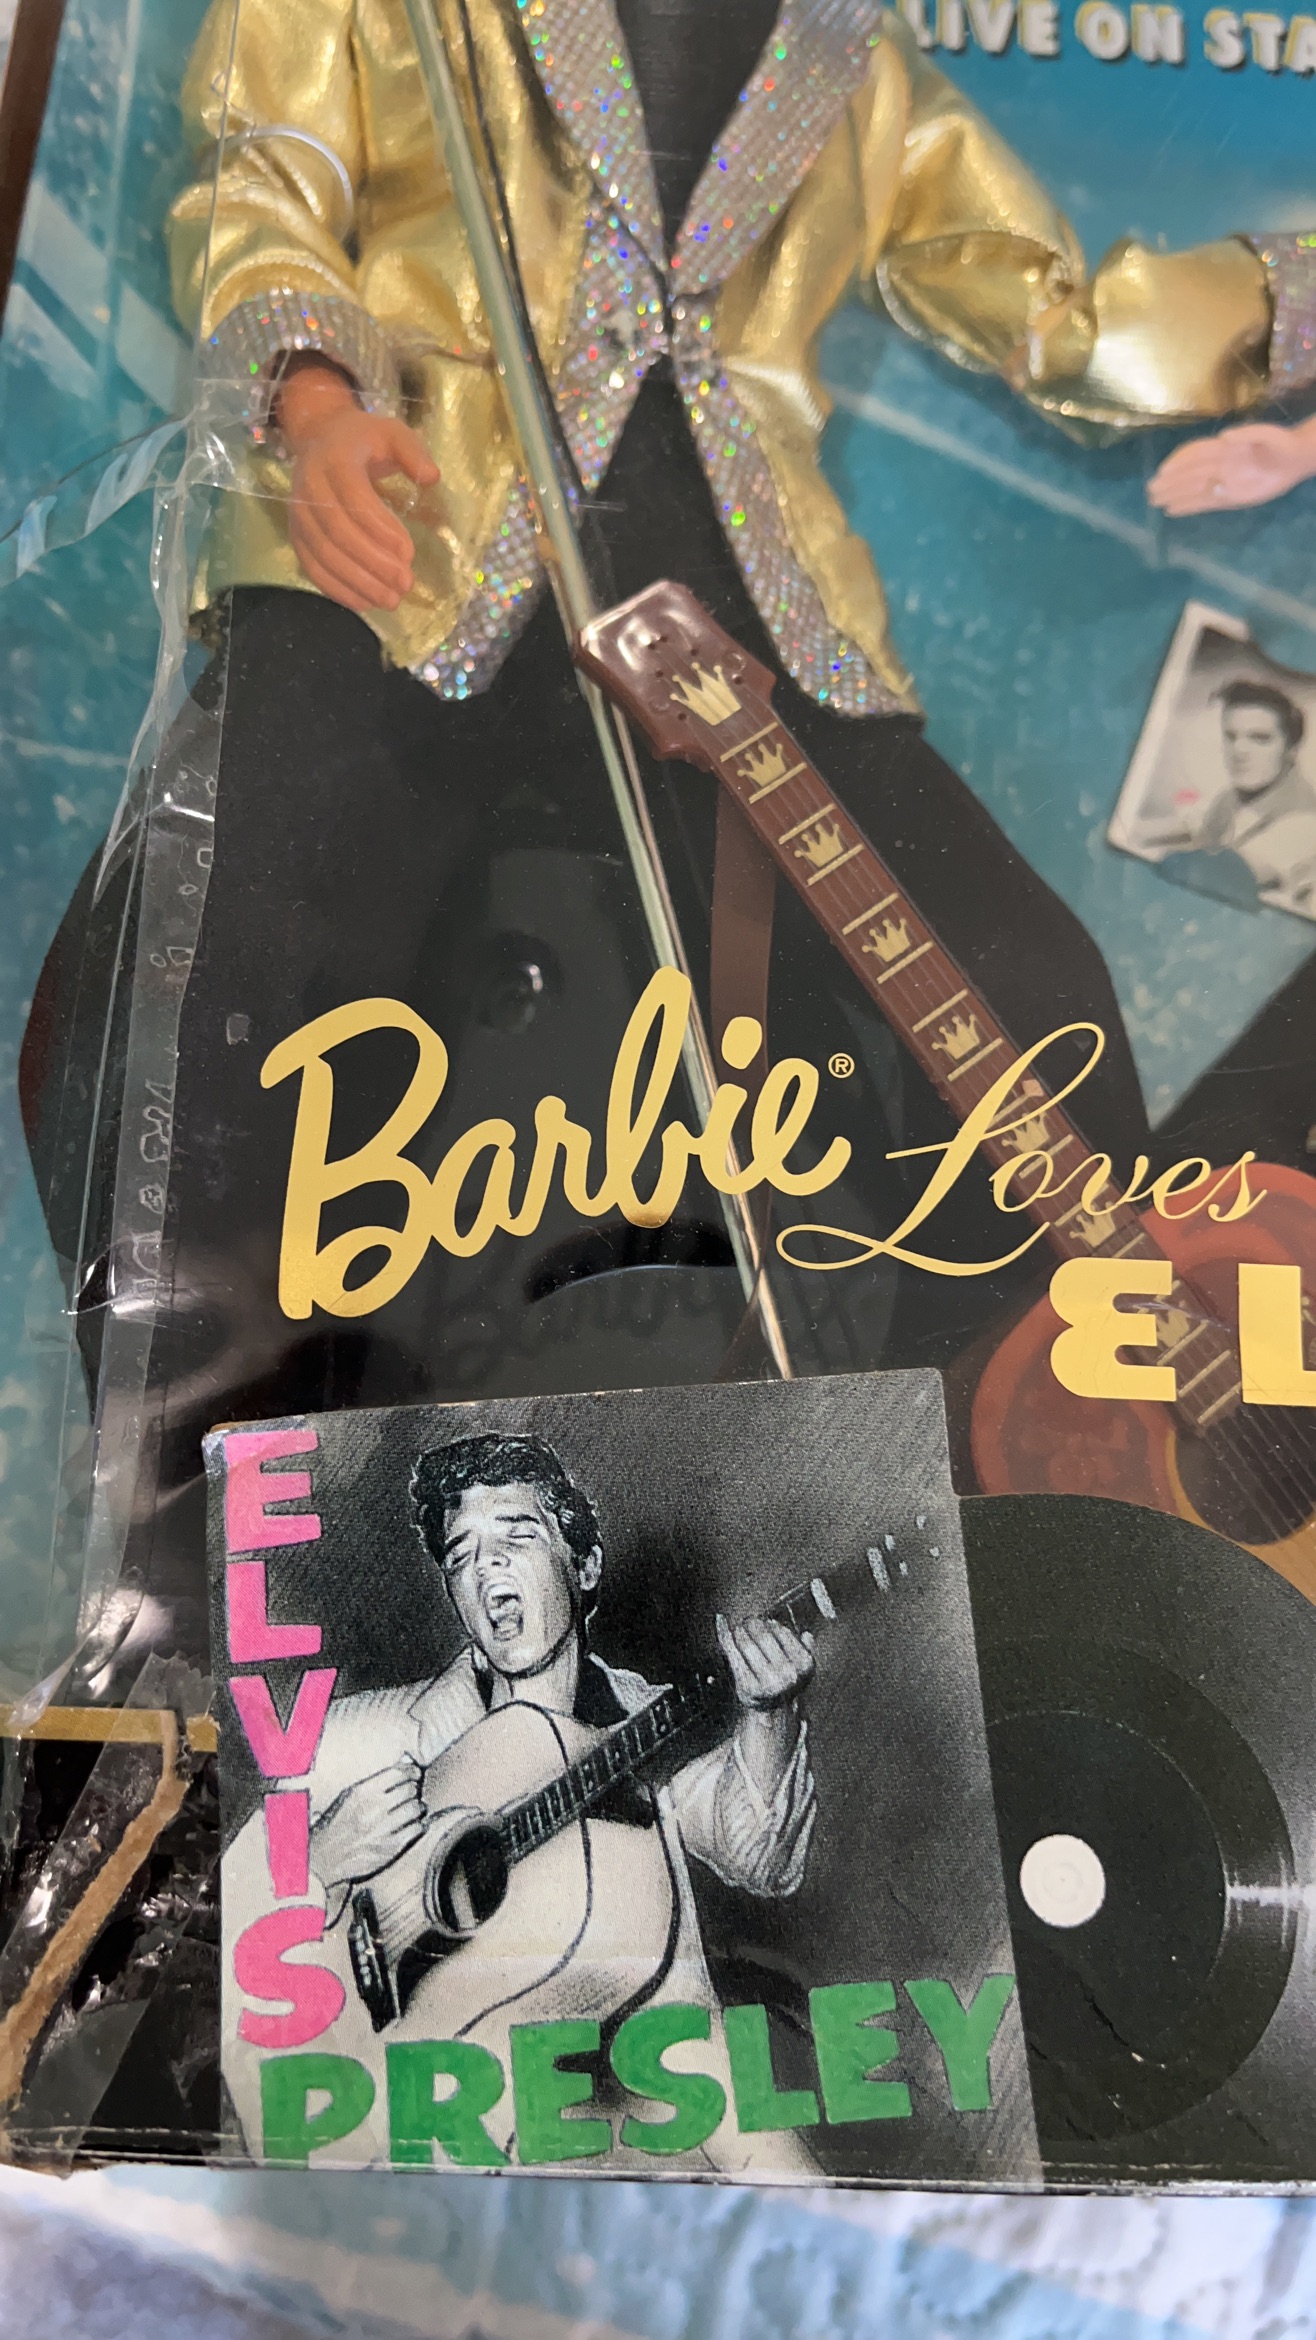 LIVE ON STA
Barbie® Loves
EL
ELVIS
PRESLEY